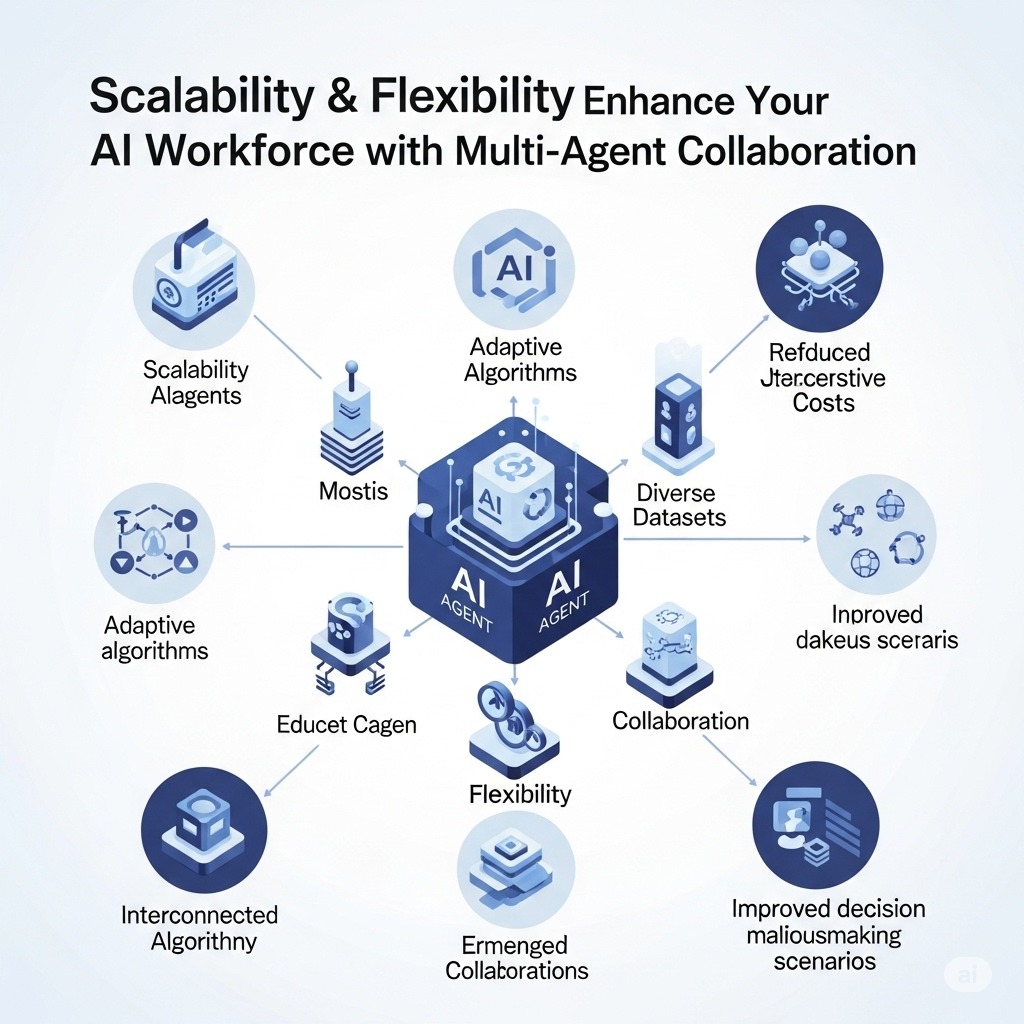 Scalability & Flexibility Enhance Your
AI Workforce with Multi-Agent Collaboration
AI
Scalability
Alagents
Adaptive
Algorithms
Refduced
Jtercerstive
Costs
Mostis
Diverse
Datasets
AI
AI
AGENT
AI
AGENT
Adaptive
algorithms
Inproved
dakeus sceraris
Educet Cagen
Collaboration
Flexibility
Interconnected
Algorithny
Ermenged
Collaborations
Improved decision
maliousmaking
scenarios
ai